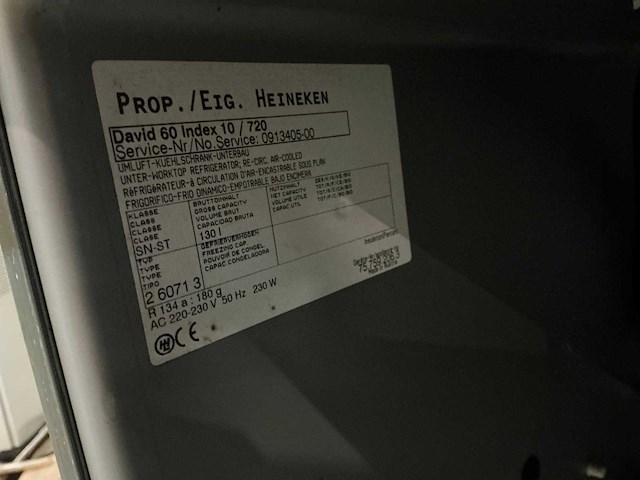 PROP./EIG. HEINEKEN
David 60 Index 10 / 720
Service-Nr/No.Service: 0913405-00
UMLUFT-KUEHLSCHRANK-UNTERBAU
UNTER-WORKTOP REFRIGERATOR; RE-CIRC. AIR-COOLED
RéFRIGéRATEUR-à CIRCULATION D'AIR-ENCASTRABLE SOUS PLAN
FRIGORIFICO-FRIO DINAMICO-EMPOTRABLE BAJO ENCIMERA
KLASSE
CLASS
CLASSE
CLASE
SN-ST
BRUTTOINHALT
GROSS CAPACITY
VOLUME BRUT
CAPACIDAD BRUTA
130 l
NUTZINHALT
NET CAPACITY
VOLUME UTILE
CAPAC.UTIL
TYP
TYPE
TYPE
TIPO
2 6071 3
GEFRIERVERMOGEN
FREEZING CAP.
POUVOIR DE CONGEL.
CAPAC CONGELADORA
R 134 a : 180 g
AC 220-230 V 50 Hz 230 W
CE